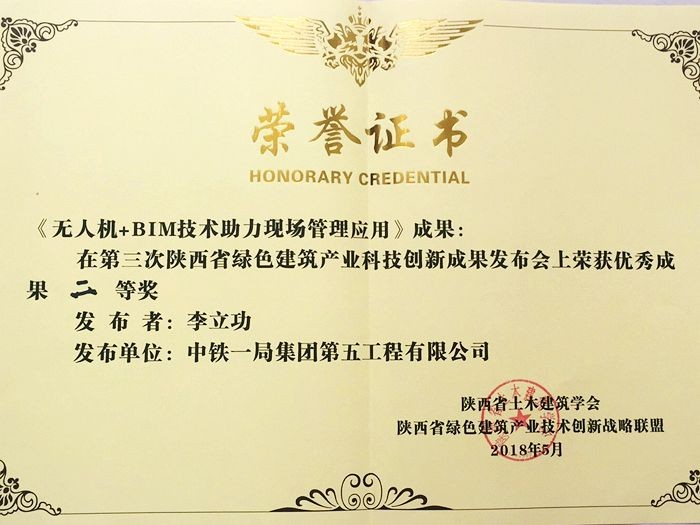 荣誉证书
HONORARY CREDENTIAL
《无人机+BIM技术助力现场管理应用》成果：
在第三次陕西省绿色建筑产业科技创新成果发布会上荣获优秀成
果 二 等奖
发 布 者：李立功
发布单位：中铁一局集团第五工程有限公司
陕西省土木建筑学会
陕西省绿色建筑产业技术创新战略联盟
2018年5月